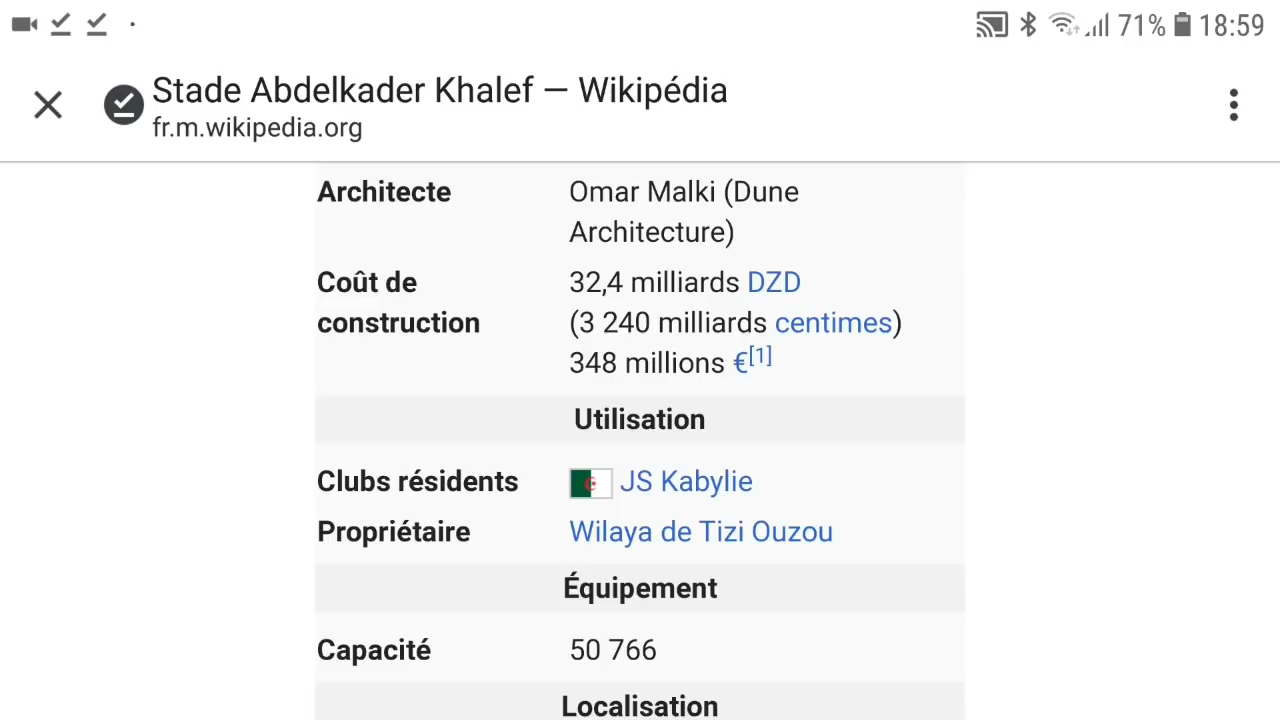 71% 18:59
Stade Abdelkader Khalef — Wikipédia
fr.m.wikipedia.org
Architecte Omar Malki (Dune
Architecture)
Coût de 32,4 milliards DZD
construction (3 240 milliards centimes)
348 millions €[1]
Utilisation
Clubs résidents JS Kabylie
Propriétaire Wilaya de Tizi Ouzou
Équipement
Capacité 50 766
Localisation